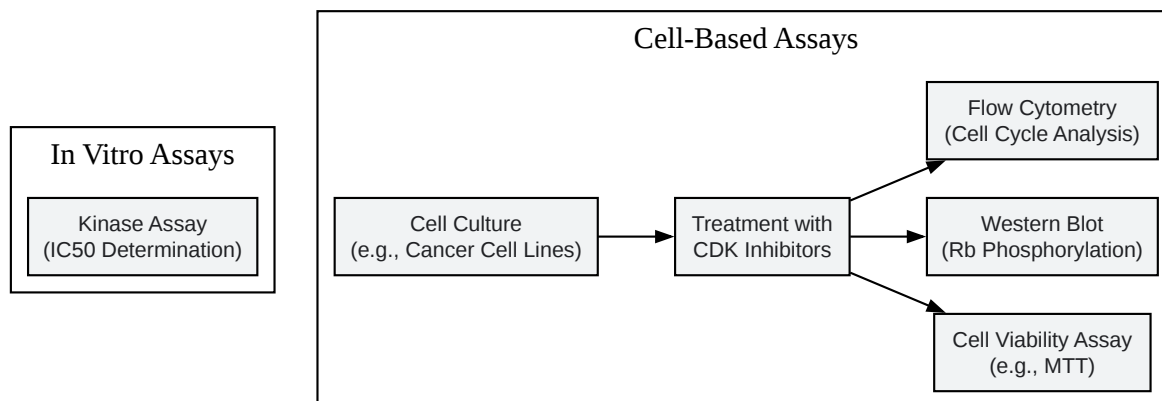 In Vitro Assays
Kinase Assay
(IC50 Determination)
Cell-Based Assays
Cell Culture
(e.g., Cancer Cell Lines)
Treatment with
CDK Inhibitors
Flow Cytometry
(Cell Cycle Analysis)
Western Blot
(Rb Phosphorylation)
Cell Viability Assay
(e.g., MTT)